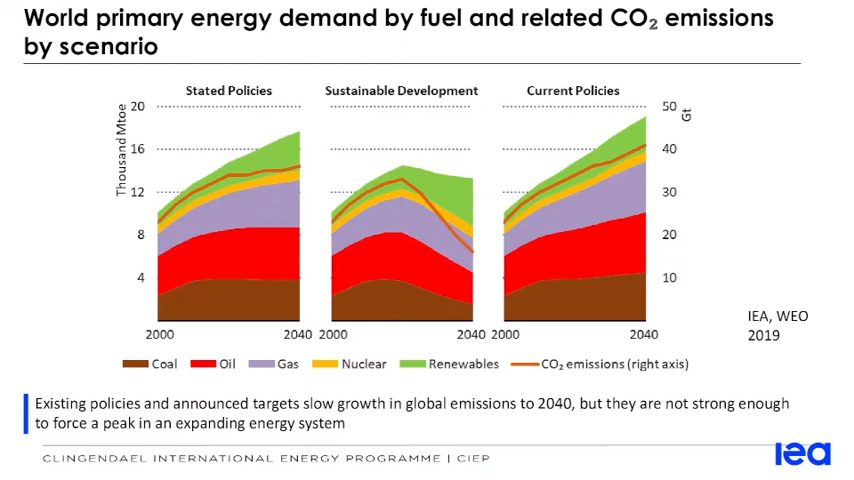 World primary energy demand by fuel and related CO₂ emissions
by scenario
Stated Policies
Sustainable Development
Current Policies
Thousand Mtoe
20
16
12
8
4
50
40
30
20
10
Gt
2000
2040
2000
2040
2000
2040
IEA, WEO
2019
Coal
Oil
Gas
Nuclear
Renewables
CO₂ emissions (right axis)
Existing policies and announced targets slow growth in global emissions to 2040, but they are not strong enough
to force a peak in an expanding energy system
CLINGENDAEL INTERNATIONAL ENERGY PROGRAMME | CIEP
iea